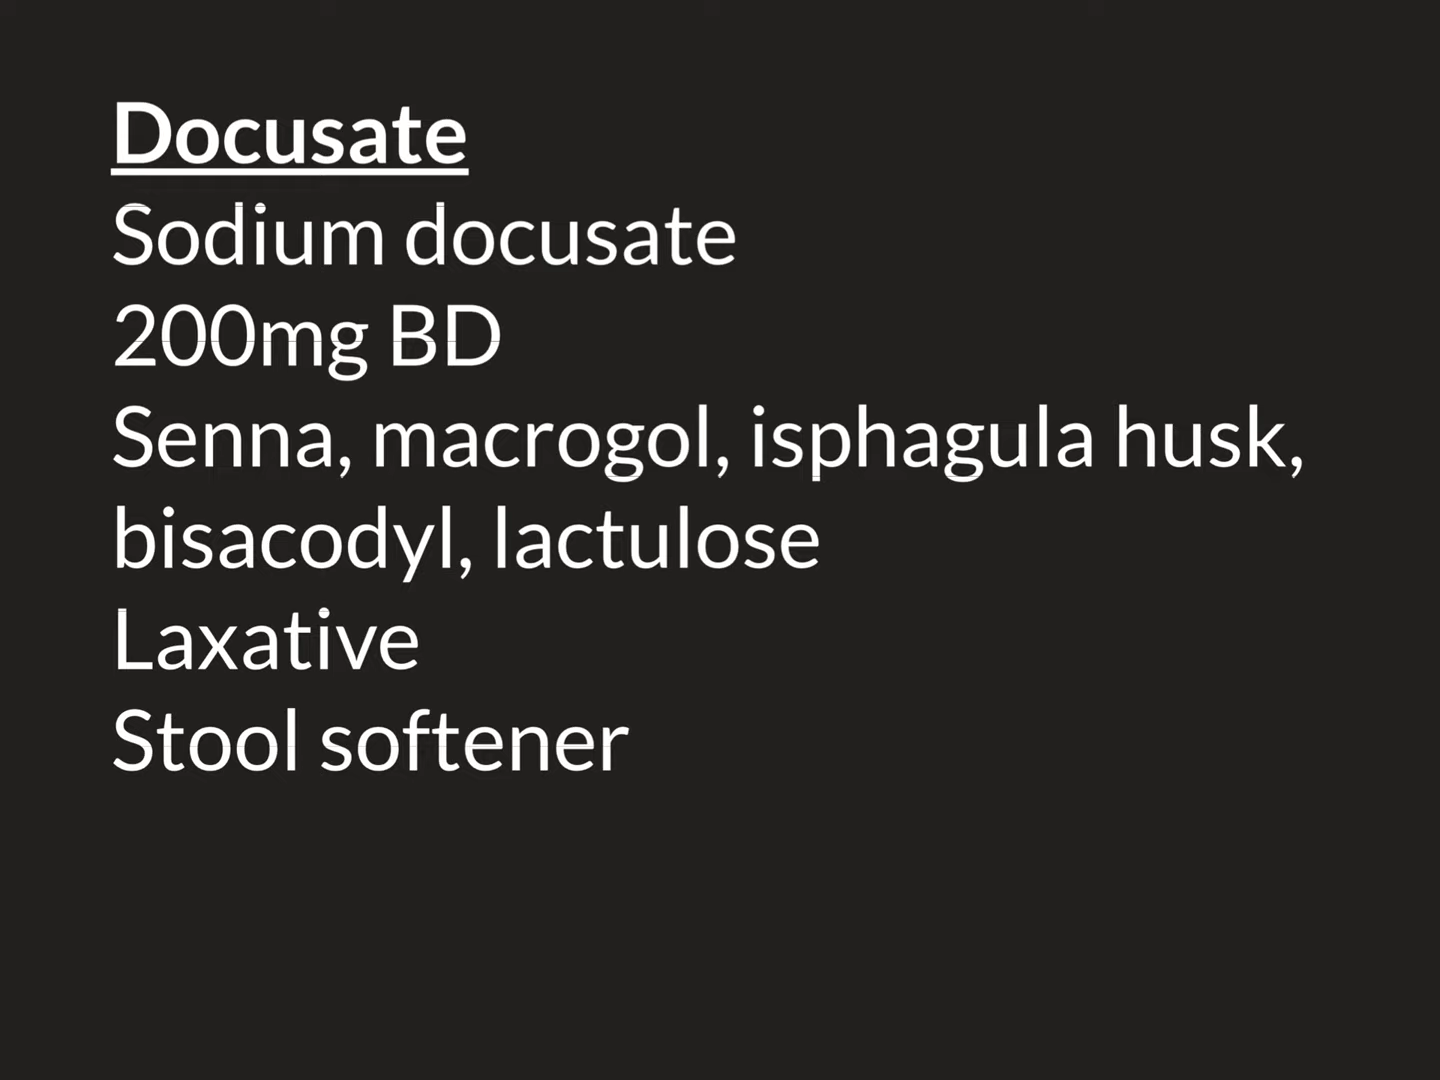 Docusate
Sodium docusate
200mg BD
Senna, macrogol, isphagula husk,
bisacodyl, lactulose
Laxative
Stool softener